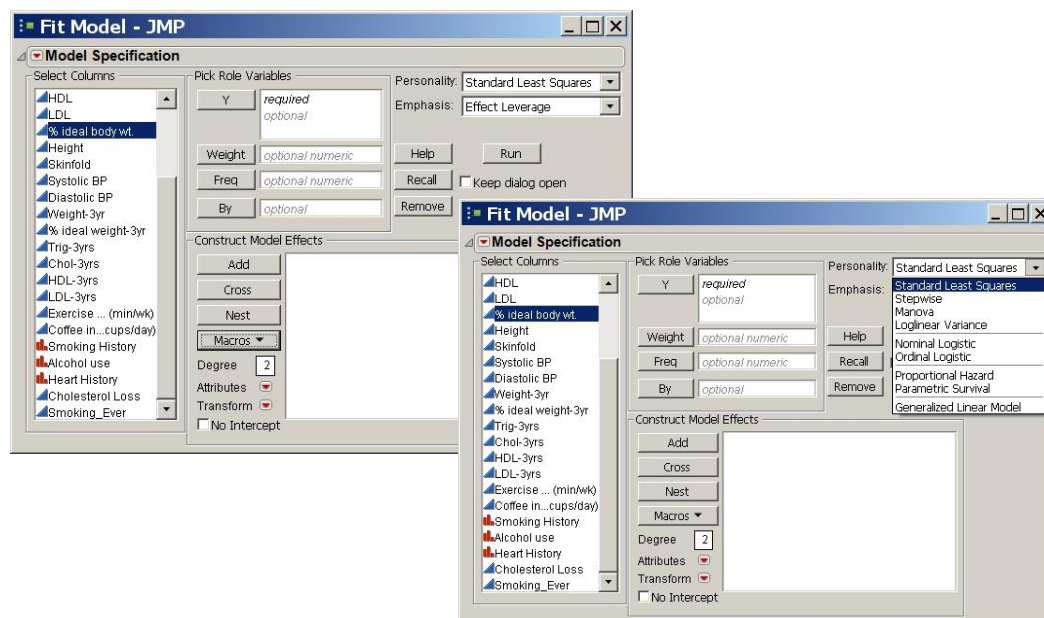 Fit Model - JMP
Model Specification
Select Columns
HDL
LDL
% ideal body wt.
Height
Skinfold
Systolic BP
Diastolic BP
Weight-3yr
% ideal weight-3yr
Trig-3yrs
Chol-3yrs
HDL-3yrs
LDL-3yrs
Exercise ... (min/wk)
Coffee in...cups/day)
Smoking History
Alcohol use
Heart History
Cholesterol Loss
Smoking_Ever
Pick Role Variables
Y required
optional
Weight optional numeric
Freq optional numeric
By optional
Personality: Standard Least Squares
Emphasis: Effect Leverage
Help Run
Recall Keep dialog open
Remove
Construct Model Effects
Add
Cross
Nest
Macros
Degree 2
Attributes
Transform
No Intercept
Fit Model - JMP
Model Specification
Select Columns
HDL
LDL
% ideal body wt.
Height
Skinfold
Systolic BP
Diastolic BP
Weight-3yr
% ideal weight-3yr
Trig-3yrs
Chol-3yrs
HDL-3yrs
LDL-3yrs
Exercise ... (min/wk)
Coffee in...cups/day)
Smoking History
Alcohol use
Heart History
Cholesterol Loss
Smoking_Ever
Pick Role Variables
Y required
optional
Weight optional numeric
Freq optional numeric
By optional
Personality: Standard Least Squares
Emphasis:
Standard Least Squares
Stepwise
Manova
Loglinear Variance
Nominal Logistic
Ordinal Logistic
Proportional Hazard
Parametric Survival
Generalized Linear Model
Help
Recall
Remove
Construct Model Effects
Add
Cross
Nest
Macros
Degree 2
Attributes
Transform
No Intercept